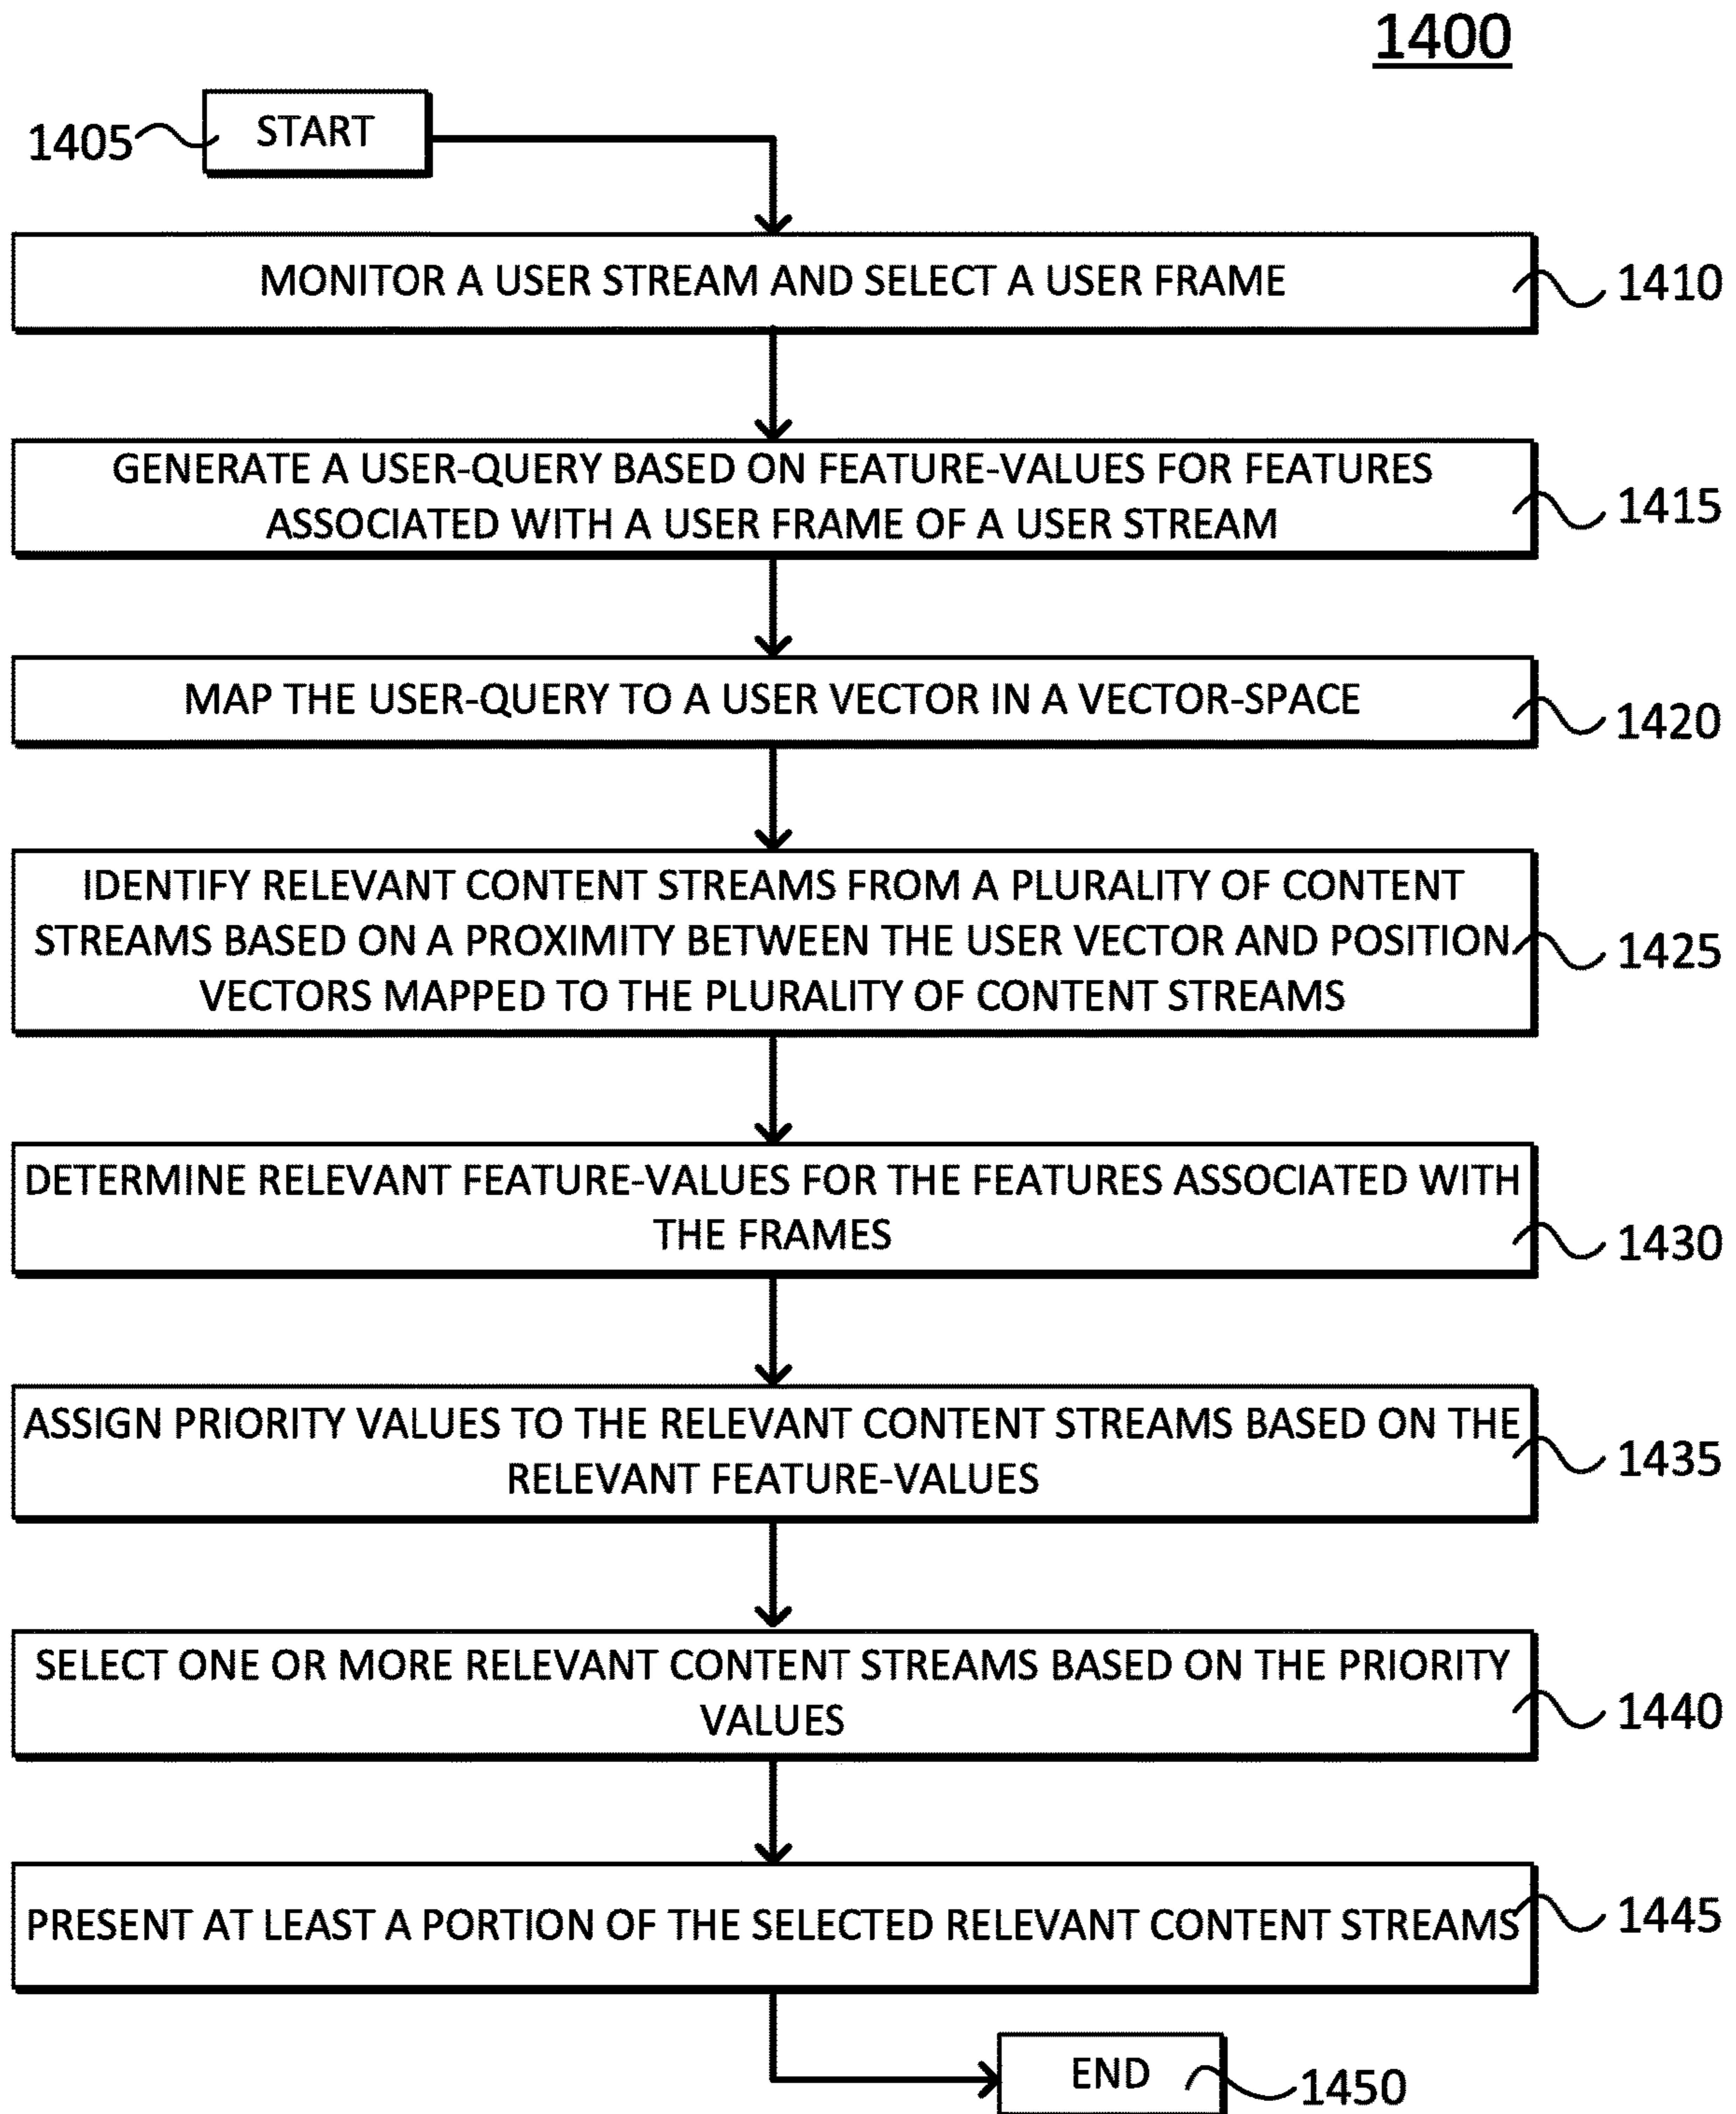 1400
1405
START
MONITOR A USER STREAM AND SELECT A USER FRAME
1410
GENERATE A USER-QUERY BASED ON FEATURE-VALUES FOR FEATURES
ASSOCIATED WITH A USER FRAME OF A USER STREAM
1415
MAP THE USER-QUERY TO A USER VECTOR IN A VECTOR-SPACE
1420
IDENTIFY RELEVANT CONTENT STREAMS FROM A PLURALITY OF CONTENT
STREAMS BASED ON A PROXIMITY BETWEEN THE USER VECTOR AND POSITION
VECTORS MAPPED TO THE PLURALITY OF CONTENT STREAMS
1425
DETERMINE RELEVANT FEATURE-VALUES FOR THE FEATURES ASSOCIATED WITH
THE FRAMES
1430
ASSIGN PRIORITY VALUES TO THE RELEVANT CONTENT STREAMS BASED ON THE
RELEVANT FEATURE-VALUES
1435
SELECT ONE OR MORE RELEVANT CONTENT STREAMS BASED ON THE PRIORITY
VALUES
1440
PRESENT AT LEAST A PORTION OF THE SELECTED RELEVANT CONTENT STREAMS
1445
END
1450